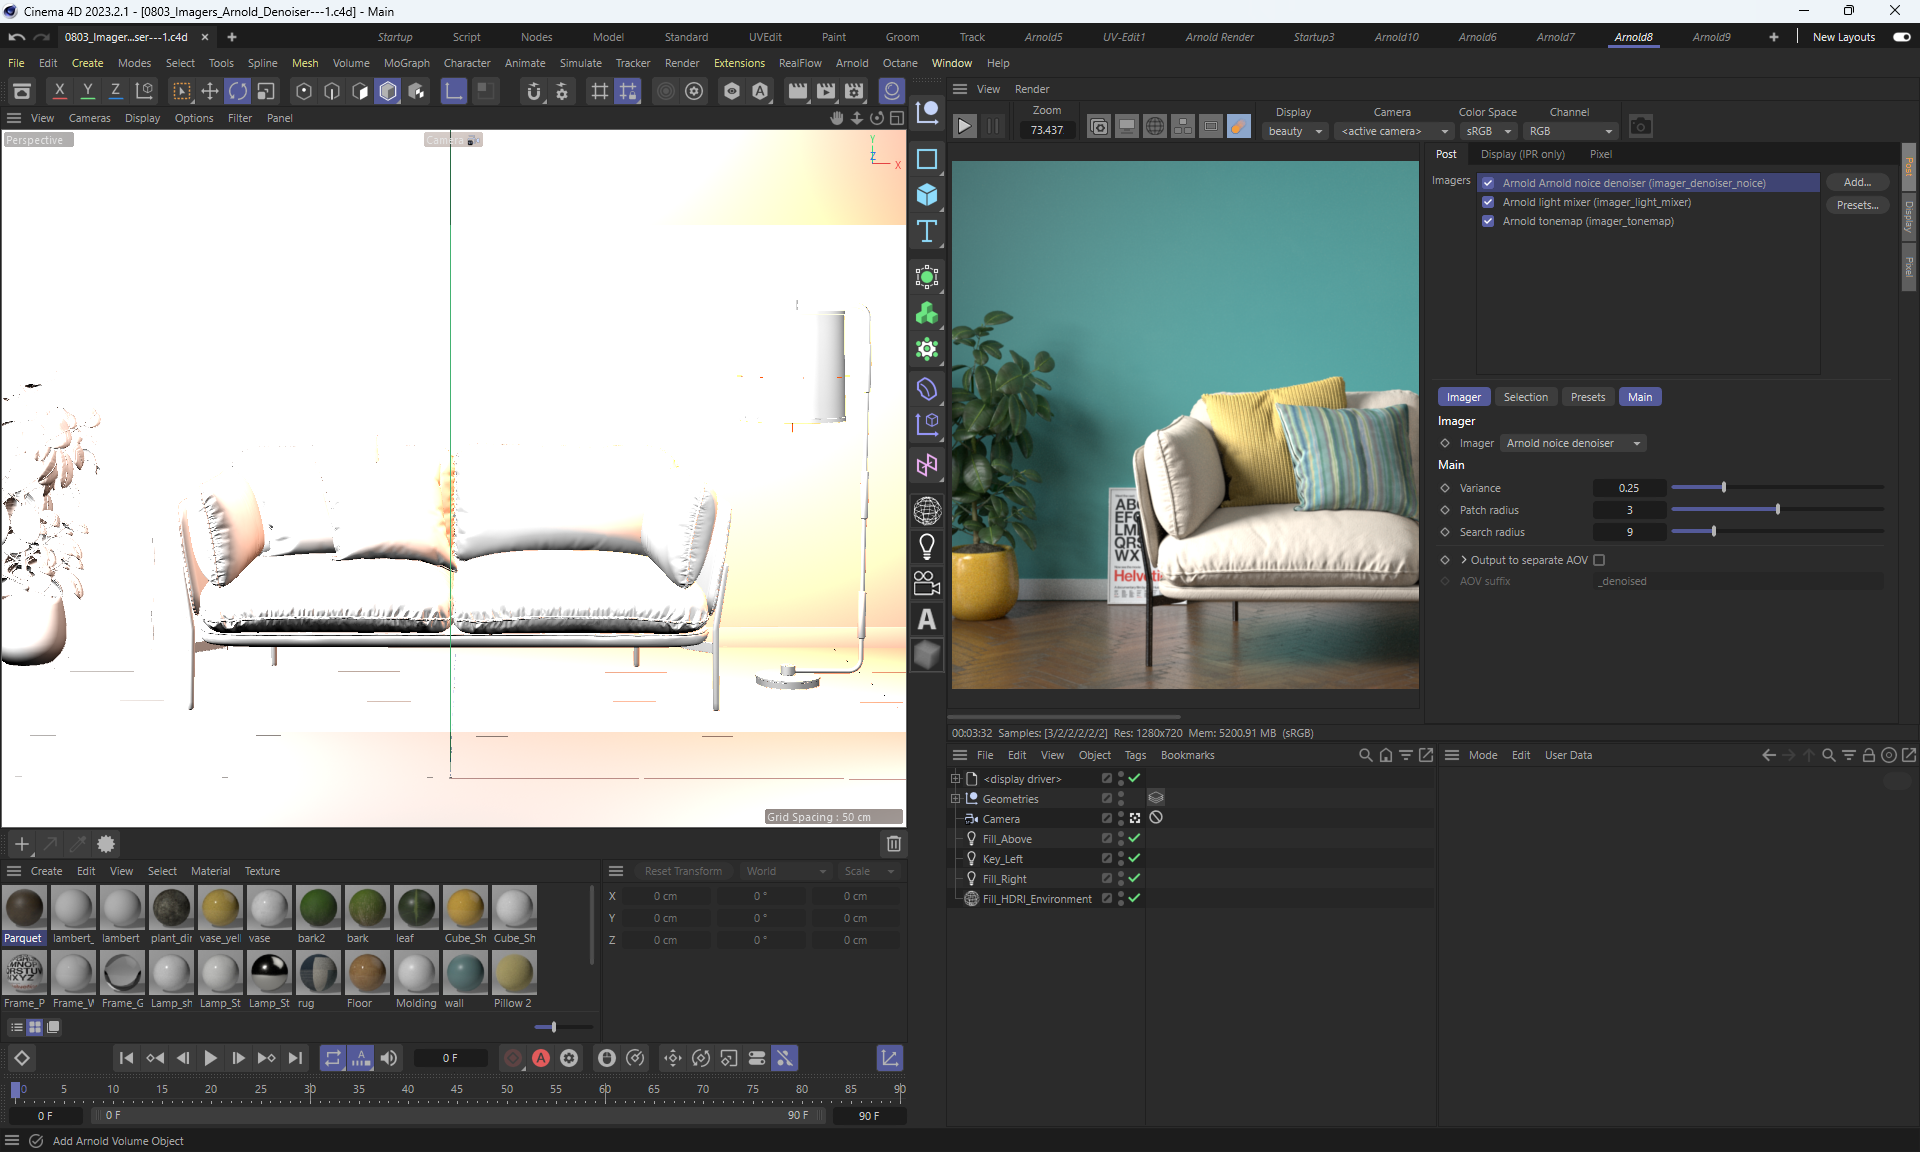 Cinema 4D 2023.2.1 - [0803_Imagers_Arnold_Denoiser---1.c4d] - Main
0803_Imager...ser---1.c4d
Startup Script Nodes Model Standard UVEdit Paint Groom Track Arnold5 UV-Edit1 Arnold Render Startup3 Arnold10 Arnold6 Arnold7 Arnold8 Arnold9 New Layouts
File Edit Create Modes Select Tools Spline Mesh Volume MoGraph Character Animate Simulate Tracker Render Extensions RealFlow Arnold Octane Window Help
X Y Z
View Cameras Display Options Filter Panel
Perspective
Camera
Y
Z
X
Grid Spacing : 50 cm
View Render
Zoom
73.437
Display Camera Color Space Channel
beauty <active camera> sRGB RGB
Post Display (IPR only) Pixel
Imagers
Arnold Arnold noice denoiser (imager_denoiser_noice)
Arnold light mixer (imager_light_mixer)
Arnold tonemap (imager_tonemap)
Add...
Presets...
Post
Display
Pixel
Imager Selection Presets Main
Imager
Imager Arnold noice denoiser
Main
Variance 0.25
Patch radius 3
Search radius 9
Output to separate AOV
AOV suffix _denoised
00:03:32 Samples: [3/2/2/2/2/2] Res: 1280x720 Mem: 5200.91 MB (sRGB)
File Edit View Object Tags Bookmarks
Mode Edit User Data
<display driver>
Geometries
Camera
Fill_Above
Key_Left
Fill_Right
Fill_HDRI_Environment
Create Edit View Select Material Texture
Parquet lambert_ lambert plant_dir vase_yell vase bark2 bark leaf Cube_Sh Cube_Sh
Frame_P Frame_W Frame_G Lamp_sh Lamp_St Lamp_St rug Floor Molding wall Pillow 2
Reset Transform World Scale
X 0 cm 0 ° 0 cm
Y 0 cm 0 ° 0 cm
Z 0 cm 0 ° 0 cm
0 F
0 5 10 15 20 25 30 35 40 45 50 55 60 65 70 75 80 85 90
0 F 0 F 90 F 90 F
Add Arnold Volume Object